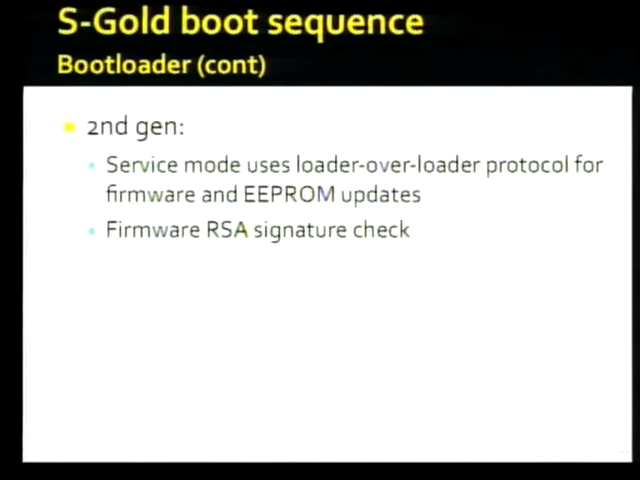 S-Gold boot sequence
Bootloader (cont)
2nd gen:
Service mode uses loader-over-loader protocol for
firmware and EEPROM updates
Firmware RSA signature check